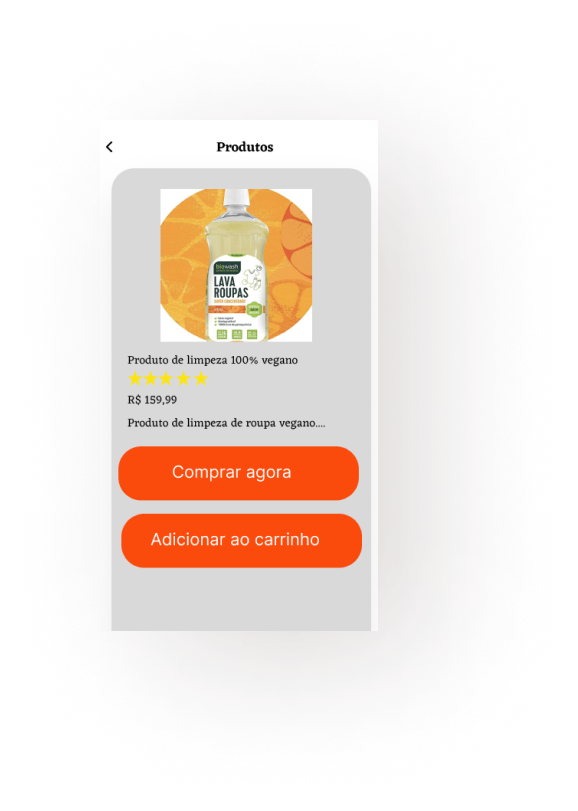 Produtos
biowash
LAVA
ROUPAS
Produto de limpeza 100% vegano
R$ 159,99
Produto de limpeza de roupa vegano....
Comprar agora
Adicionar ao carrinho